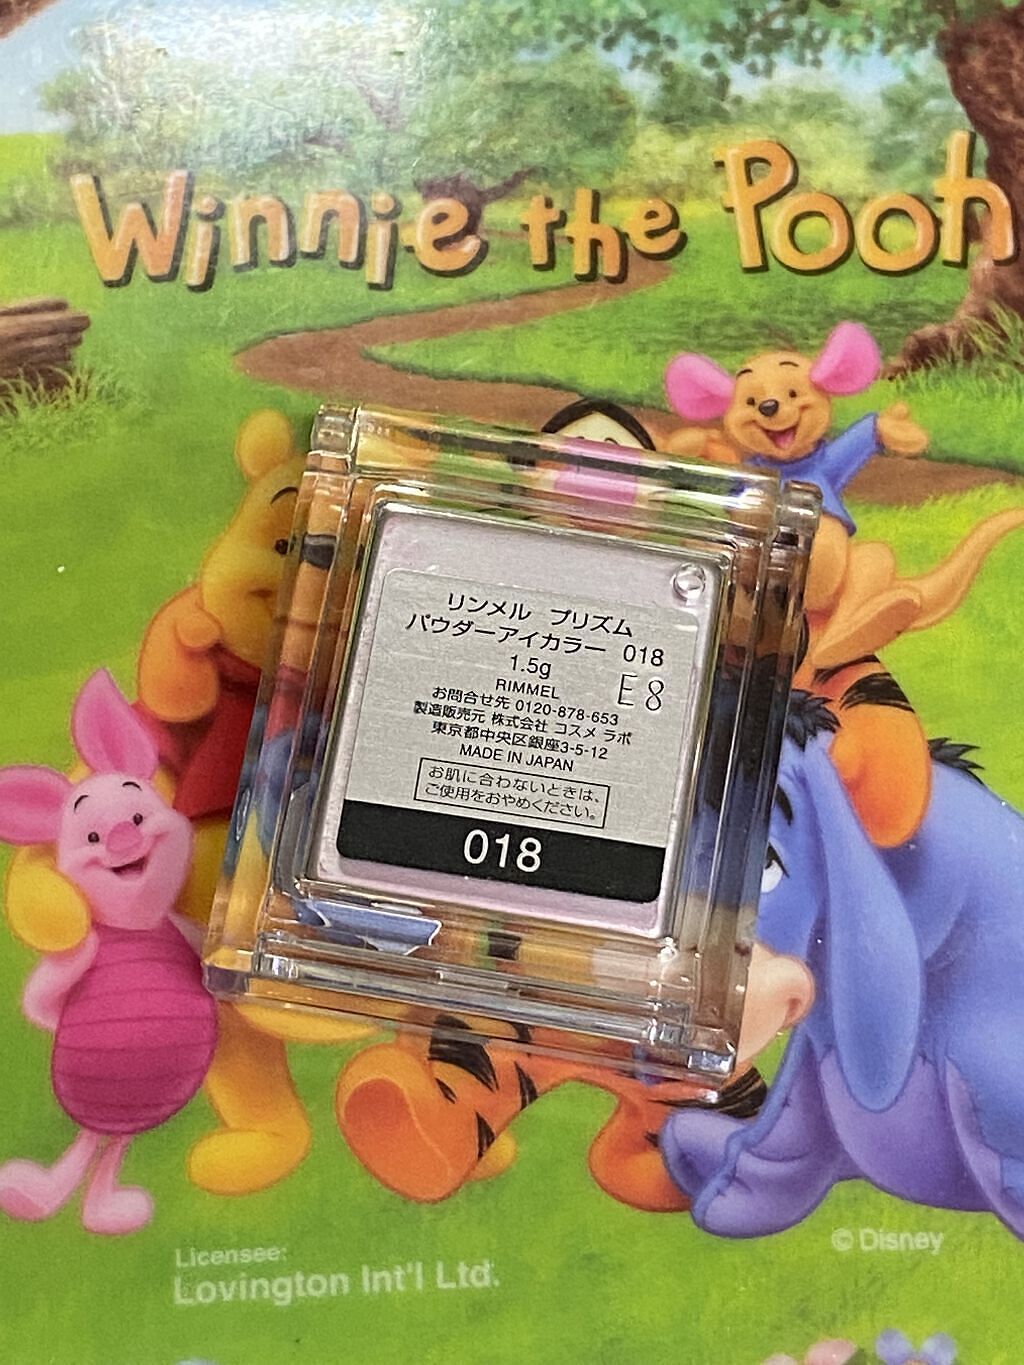 Winnie the Pooh
リンメル プリズム
パウダーアイカラー 018
1.5g
RIMMEL
E8
お問合せ先 0120-878-653
製造販売元 株式会社 コスメ ラボ
東京都中央区銀座3-5-12
MADE IN JAPAN
お肌に合わないときは、
ご使用をおやめください。
018
© Disney
Licensee:
Lovington Int'l Ltd.